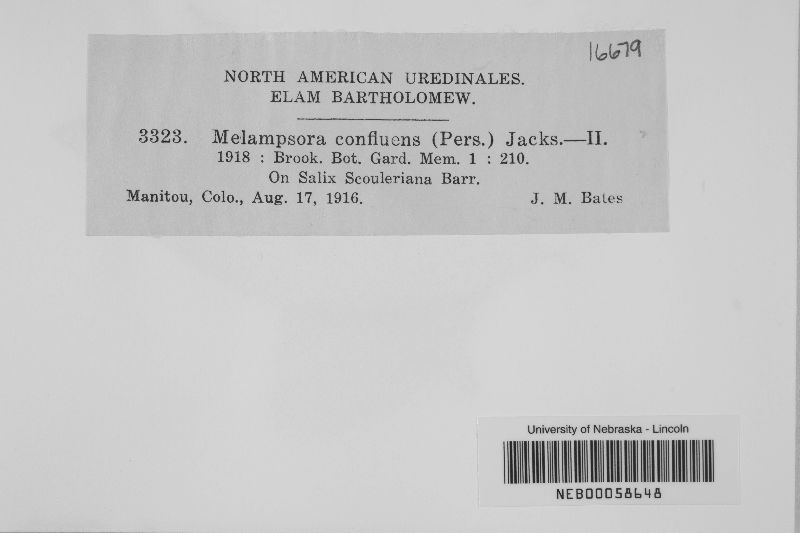 16679
NORTH AMERICAN UREDINALES.
ELAM BARTHOLOMEW.
3323. Melampsora confluens (Pers.) Jacks.—II.
1918 : Brook. Bot. Gard. Mem. 1 : 210.
On Salix Scouleriana Barr.
Manitou, Colo., Aug. 17, 1916. J. M. Bates
University of Nebraska - Lincoln
NEB00058648